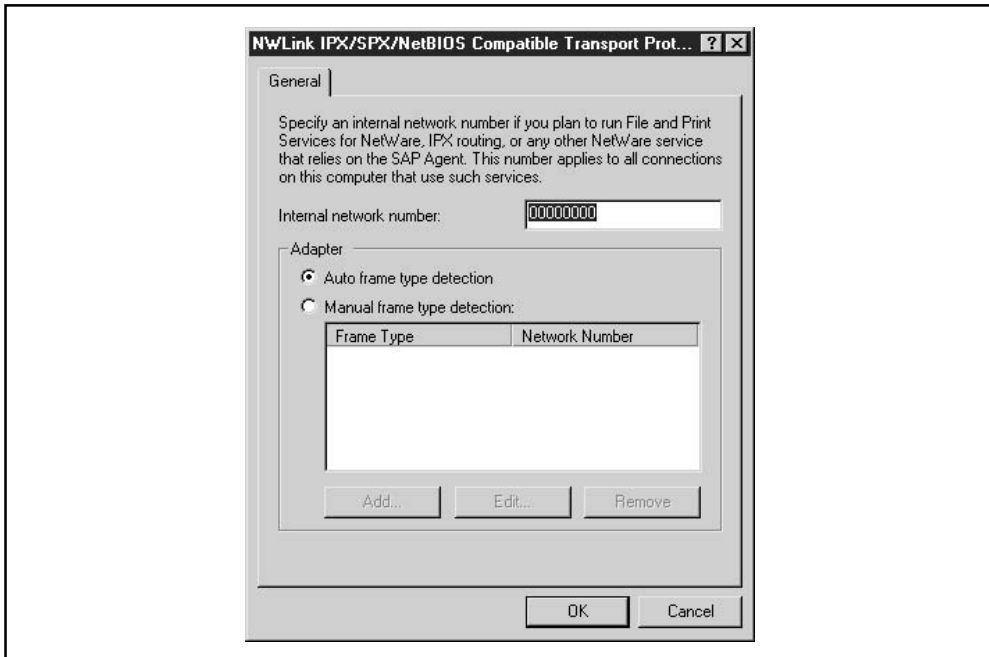 NWLink IPX/SPX/NetBIOS Compatible Transport Prot... ? X
General
Specify an internal network number if you plan to run File and Print
Services for NetWare, IPX routing, or any other NetWare service
that relies on the SAP Agent. This number applies to all connections
on this computer that use such services.
Internal network number: 00000000
Adapter
Auto frame type detection
Manual frame type detection:
Frame Type Network Number
Add... Edit... Remove
OK Cancel